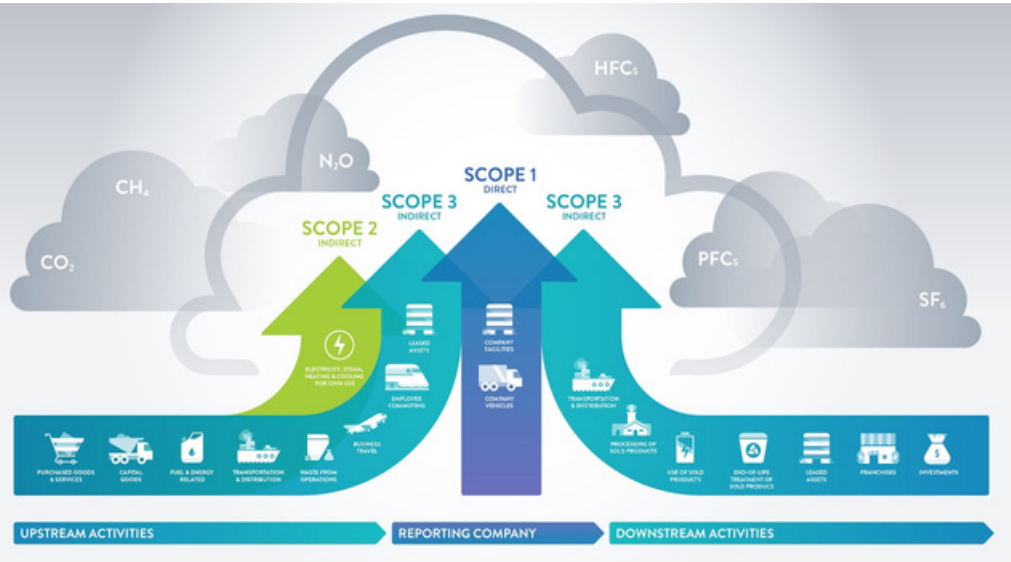 HFCs
N₂O
CH₄
CO₂
PFCs
SF₆
SCOPE 1
DIRECT
SCOPE 3
INDIRECT
SCOPE 3
INDIRECT
SCOPE 2
INDIRECT
ELECTRICITY, STEAM,
HEATING & COOLING
FOR OWN USE
LEASED
ASSETS
EMPLOYEE
COMMUTING
BUSINESS
TRAVEL
COMPANY
FACILITIES
COMPANY
VEHICLES
TRANSPORTATION
& DISTRIBUTION
PROCESSING OF
SOLD PRODUCTS
PURCHASED GOODS
& SERVICES
CAPITAL
GOODS
FUEL & ENERGY
RELATED
TRANSPORTATION
& DISTRIBUTION
WASTE FROM
OPERATIONS
USE OF SOLD
PRODUCTS
END-OF-LIFE
TREATMENT OF
SOLD PRODUCS
LEASED
ASSETS
FRANCHISES
$
INVESTMENTS
UPSTREAM ACTIVITIES
REPORTING COMPANY
DOWNSTREAM ACTIVITIES